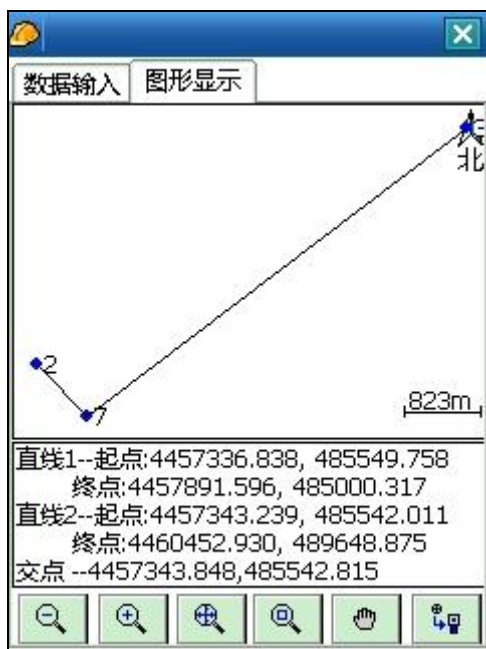 数据输入 图形显示
北
2
7
823m
直线1--起点:4457336.838, 485549.758
终点:4457891.596, 485000.317
直线2--起点:4457343.239, 485542.011
终点:4460452.930, 489648.875
交点 --4457343.848,485542.815